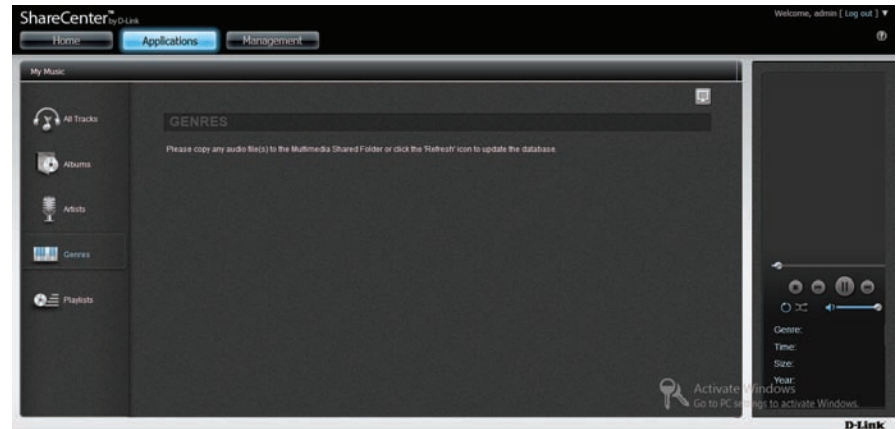 ShareCenter™ by D-Link
Welcome, admin [ Log out ] ▼
Home
Applications
Management
?
My Music
All Tracks
Albums
Artists
Genres
Playlists
GENRES
Please copy any audio file(s) to the Multimedia Shared Folder or click the 'Refresh' icon to update the database.
Genre:
Time:
Size:
Year:
Activate Windows
Go to PC settings to activate Windows.
D-Link